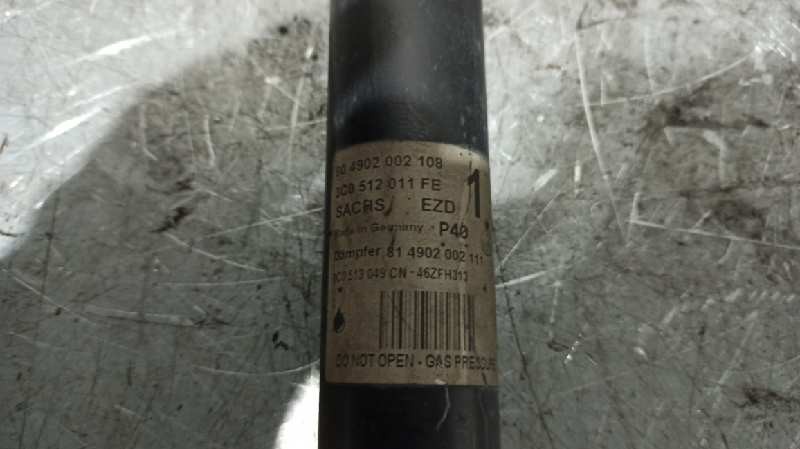 80 4902 002 108
3C0 512 011 FE
SACHS EZD 1
Made in Germany P40
Dämpfer 81 4902 002 111
3C0 513 049 CN - 46ZFH313
DO NOT OPEN - GAS PRESSURE